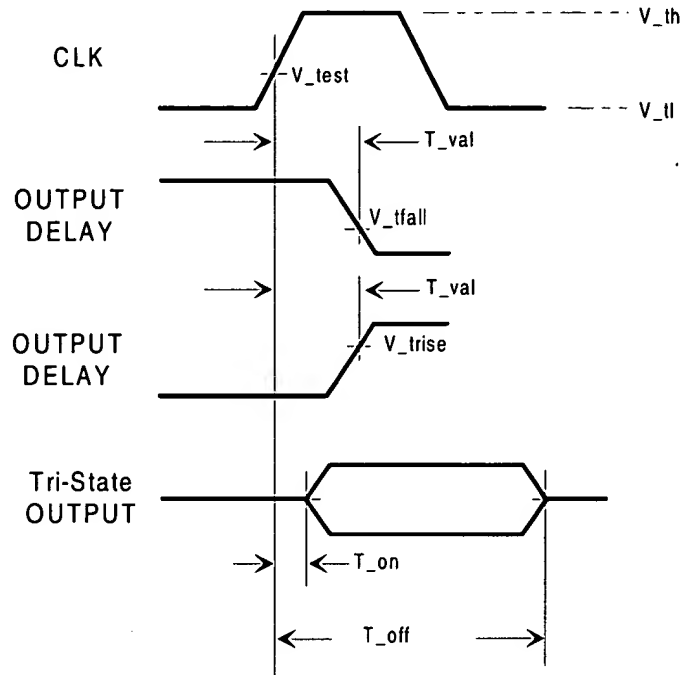 V_th
CLK
V_test
V_tl
T_val
OUTPUT
DELAY
V_tfall
T_val
OUTPUT
DELAY
V_trise
Tri-State
OUTPUT
T_on
T_off